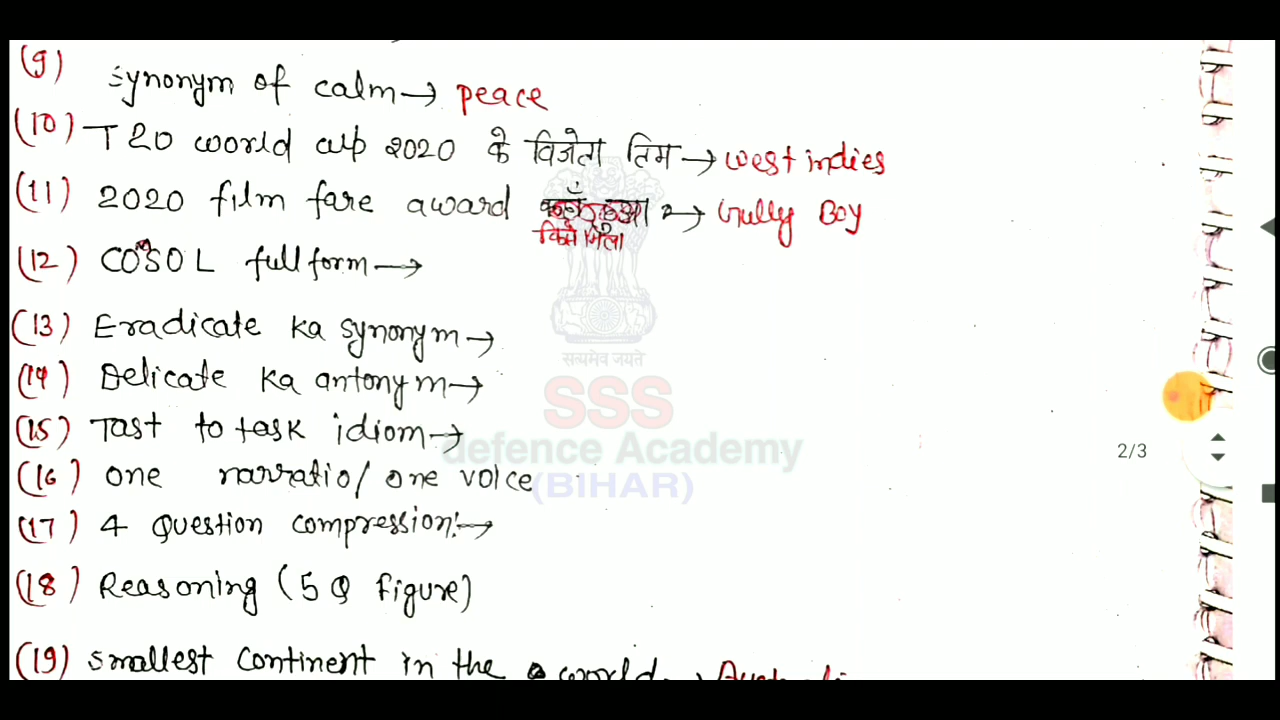 (9) Synonym of calm → peace
(10) T20 world cup 2020 के विजेता तिम → west indies
(11) 2020 film fare award → Gully Boy
किसे मिला
(12) COSOL full form →
(13) Eradicate ka synonym →
(14) Delicate ka antonym →
(15) Tast to task idiom →
(16) one narratio/ one voice
(17) 4 Question compression:→
(18) Reasoning (5 Q figure)
(19) smallest continent in the world
सत्यमेव जयते
SSS
defence Academy
(BIHAR)
2/3